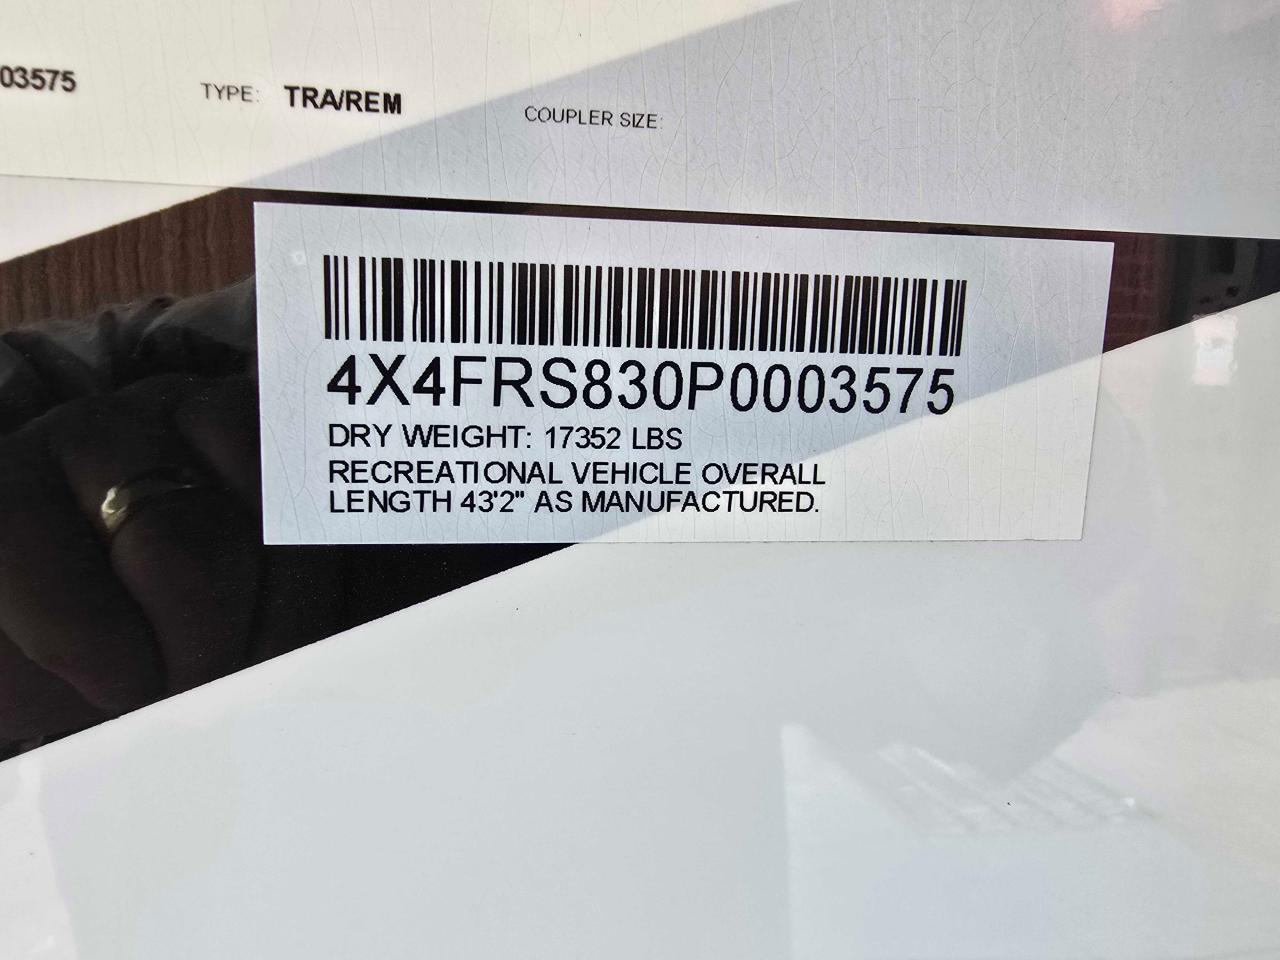 03575 TYPE: TRA/REM COUPLER SIZE:
4X4FRS830P0003575
DRY WEIGHT: 17352 LBS
RECREATIONAL VEHICLE OVERALL
LENGTH 43'2" AS MANUFACTURED.